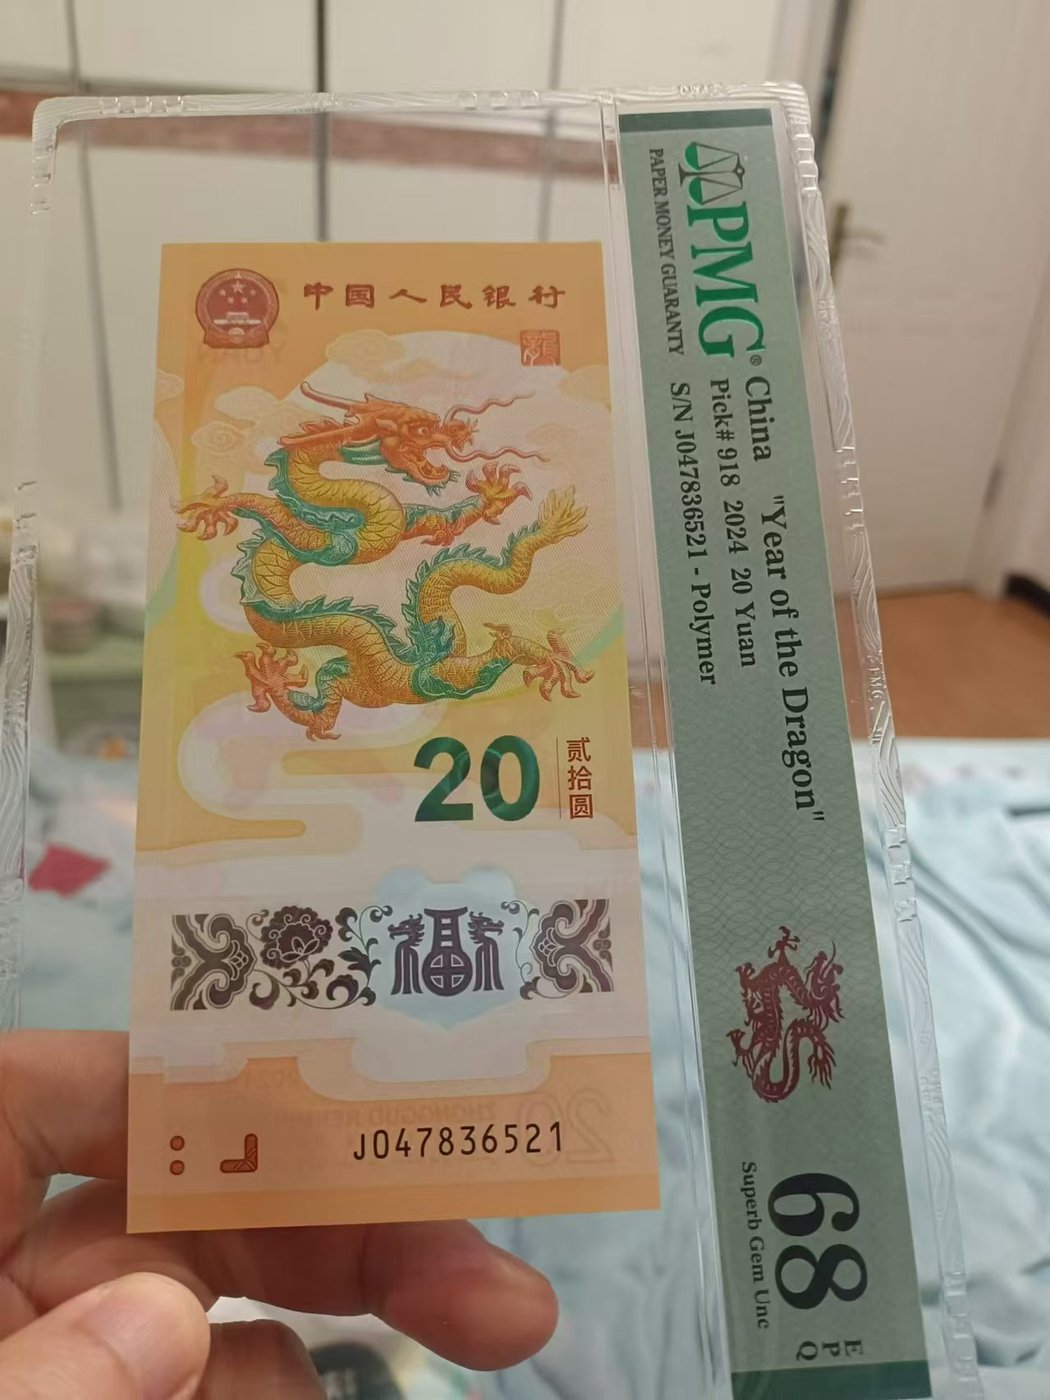 中国人民银行
龍
20
贰拾圆
福
J047836521
PMG®
PAPER MONEY GUARANTY
China "Year of the Dragon"
Pick# 918 2024 20 Yuan
S/N J047836521 - Polymer
68
EPQ
Superb Gem Unc